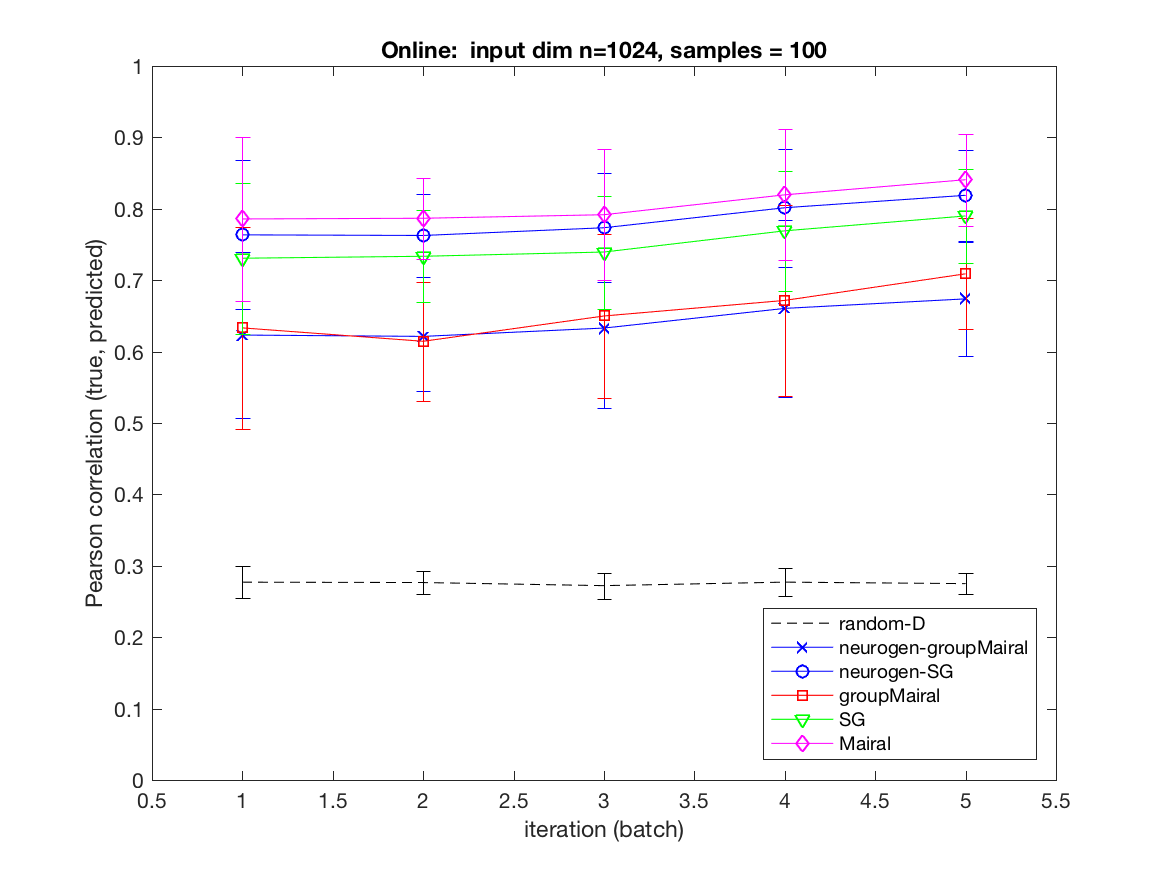 Online:  input dim n=1024, samples = 100
Pearson correlation (true, predicted)
1
0.9
0.8
0.7
0.6
0.5
0.4
0.3
0.2
0.1
0
0.5
1
1.5
2
2.5
3
3.5
4
4.5
5
5.5
iteration (batch)
random-D
neurogen-groupMairal
neurogen-SG
groupMairal
SG
Mairal